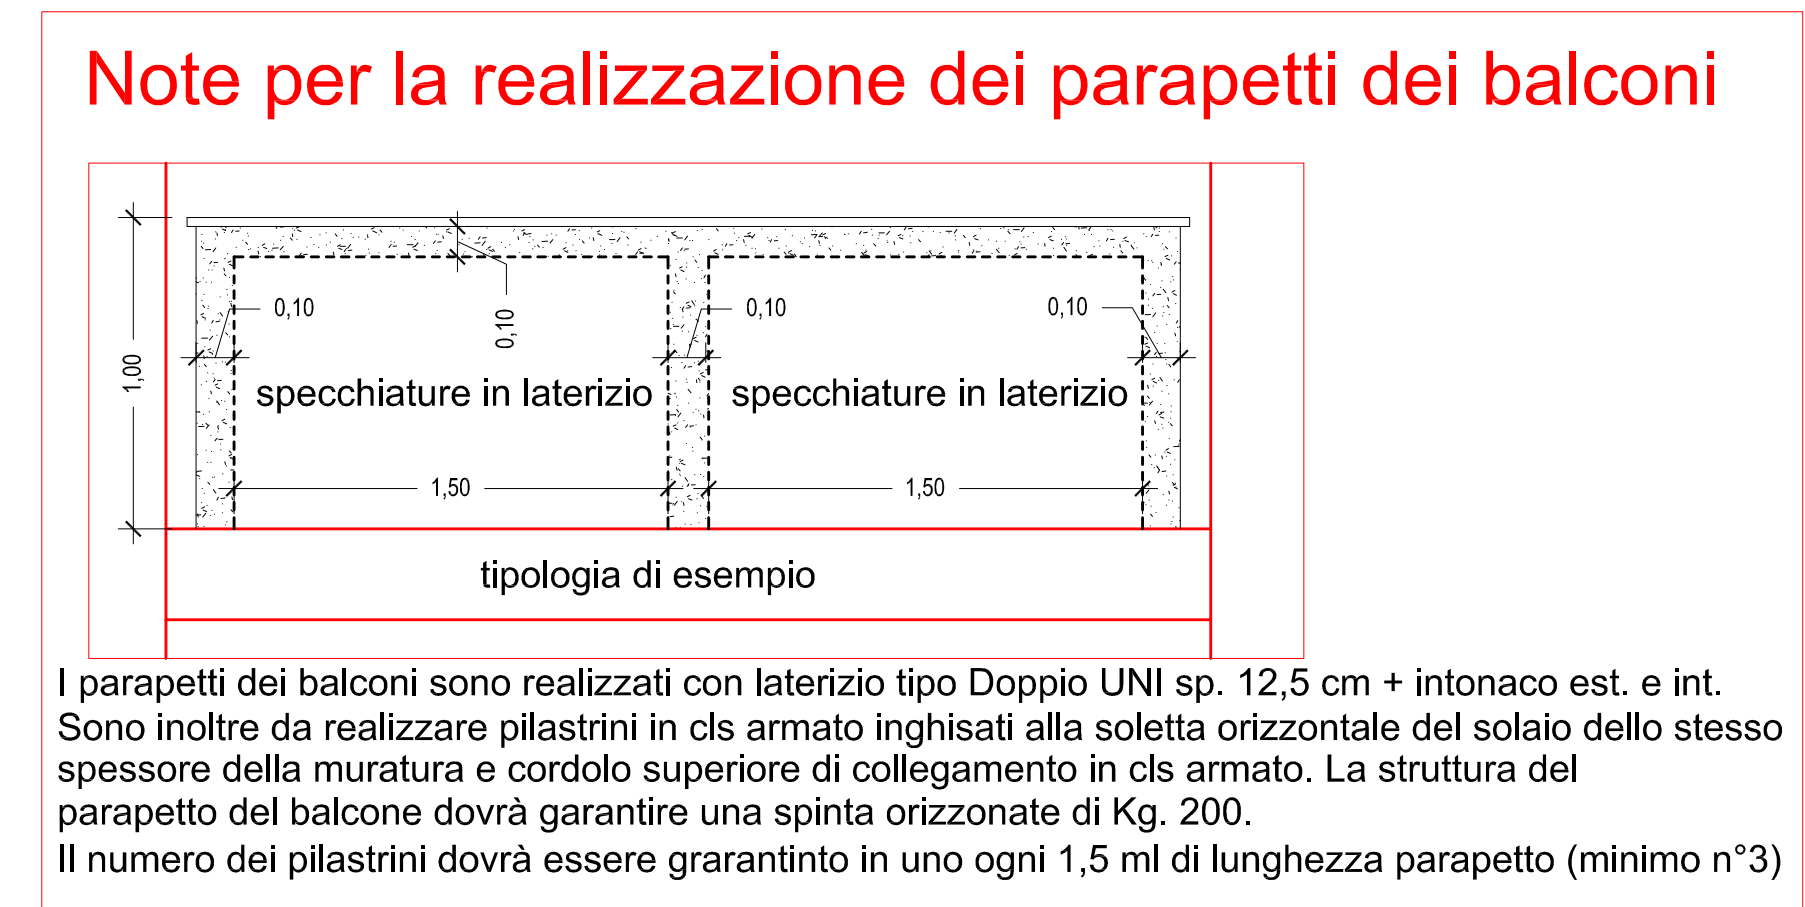 Note per la realizzazione dei parapetti dei balconi
0,10
0,10
0,10
0,10
1,00
specchiature in laterizio
specchiature in laterizio
1,50
1,50
tipologia di esempio
I parapetti dei balconi sono realizzati con laterizio tipo Doppio UNI sp. 12,5 cm + intonaco est. e int.
Sono inoltre da realizzare pilastrini in cls armato inghisati alla soletta orizzontale del solaio dello stesso
spessore della muratura e cordolo superiore di collegamento in cls armato. La struttura del
parapetto del balcone dovrà garantire una spinta orizzonate di Kg. 200.
Il numero dei pilastrini dovrà essere grarantinto in uno ogni 1,5 ml di lunghezza parapetto (minimo n°3)